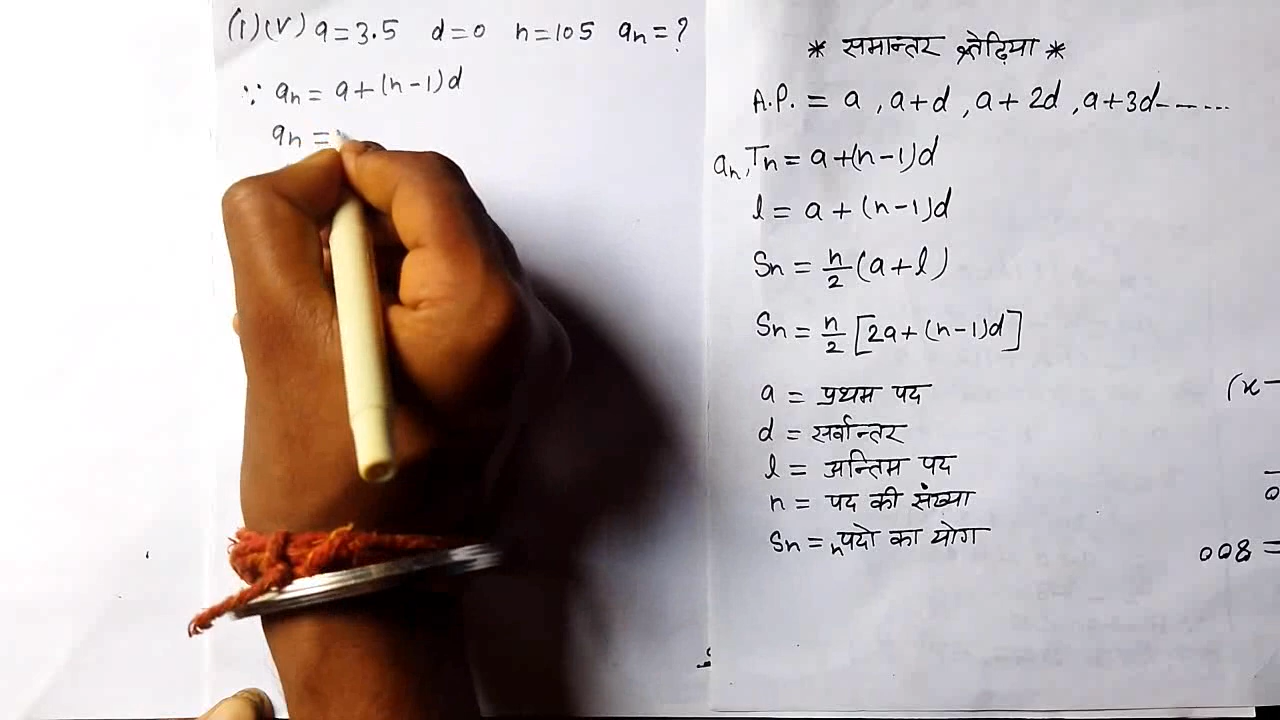 (1)(V) a=3.5 d=0 n=105 an=?
∵ an = a+(n-1)d
an =
* समान्तर श्रेढ़िया *
A.P. = a , a+d , a+2d , a+3d-----
an, Tn = a+(n-1)d
l = a+(n-1)d
Sn = n/2 (a+l)
Sn = n/2 [2a+(n-1)d]
a = प्रथम पद
d = सर्वान्तर
l = अन्तिम पद
n = पद की संख्या
Sn = n पदो का योग
(x-
008 =